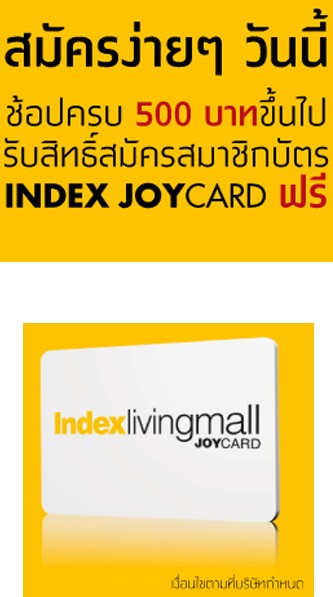 สมัครง่ายๆ วันนี้
ช้อปครบ 500 บาทขึ้นไป
รับสิทธิ์สมัครสมาชิกบัตร
INDEX JOYCARD ฟรี
Indexlivingmall
JOYCARD
เงื่อนไขตามที่บริษัทกำหนด